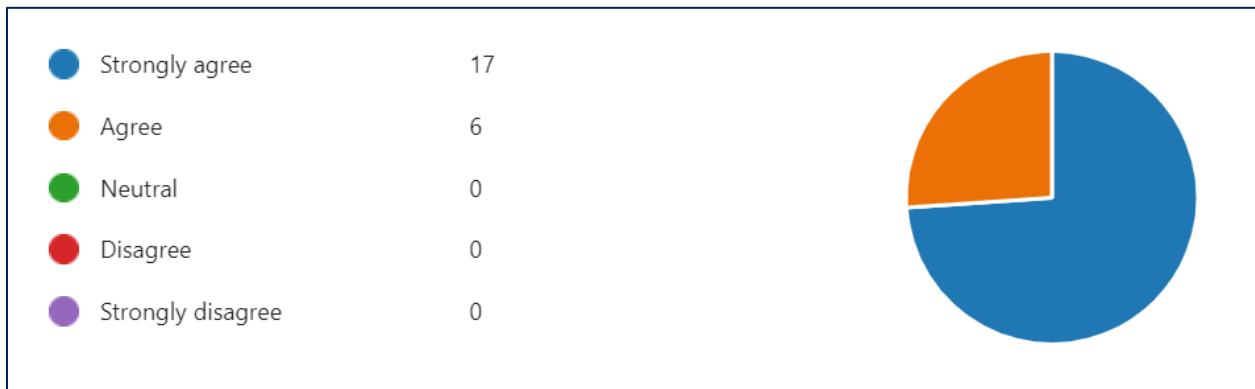 Strongly agree 17
Agree 6
Neutral 0
Disagree 0
Strongly disagree 0